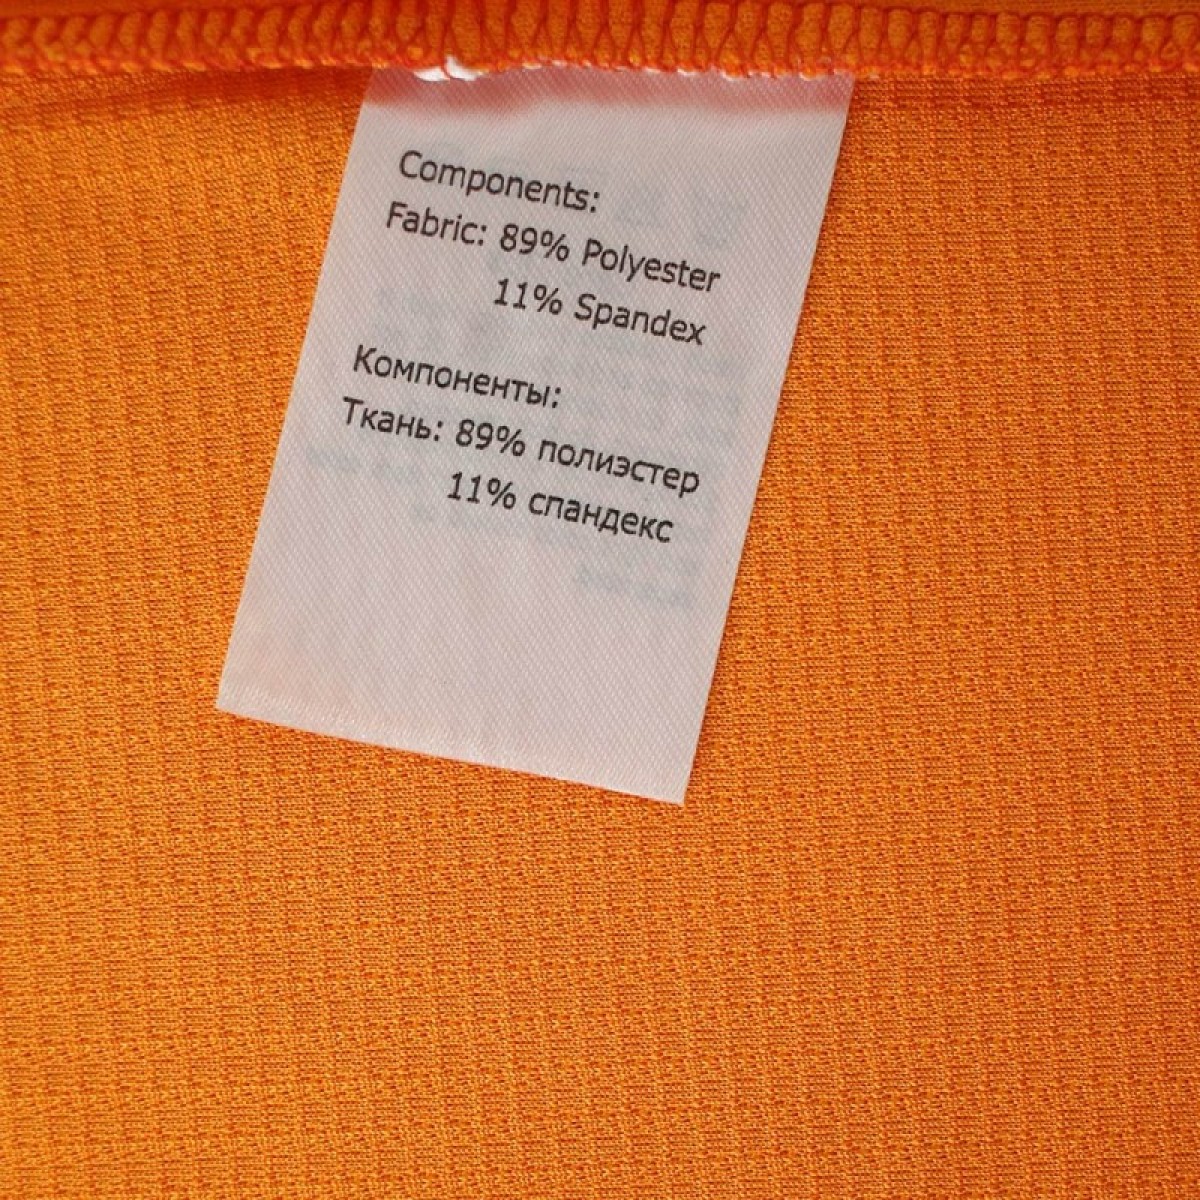 Components:
Fabric: 89% Polyester
11% Spandex
Компоненты:
Ткань: 89% полиэстер
11% спандекс